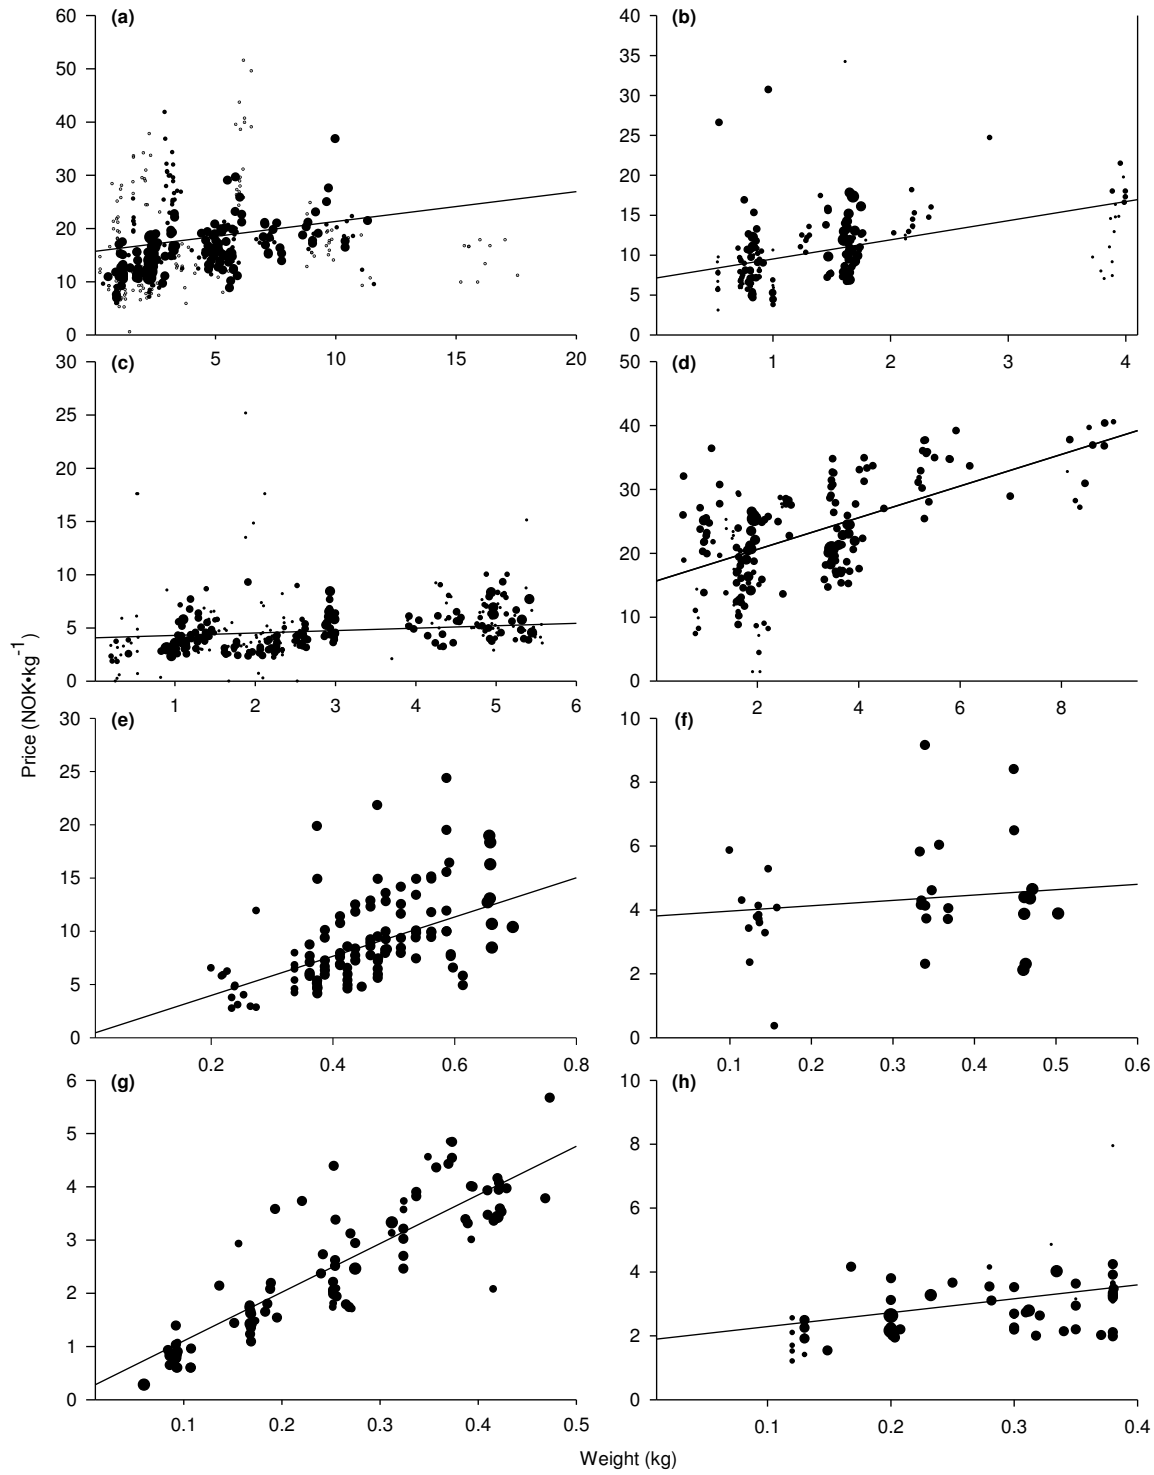 60 (a) 40 (b)
50 35
40 30
30 25
20 20
10 15
0 10
5
0
5 10 15 20 1 2 3 4
30 (c) 50 (d)
25 40
20 30
15 20
10 10
5 0
0
1 2 3 4 5 6 2 4 6 8
Price (NOK•kg-1)
30 (e) 10 (f)
25 8
20 6
15 4
10 2
5 0
0
0.2 0.4 0.6 0.8 0.1 0.2 0.3 0.4 0.5 0.6
6 (g) 10 (h)
5 8
4 6
3 4
2 2
1 0
0
0.1 0.2 0.3 0.4 0.5 0.1 0.2 0.3 0.4
Weight (kg)